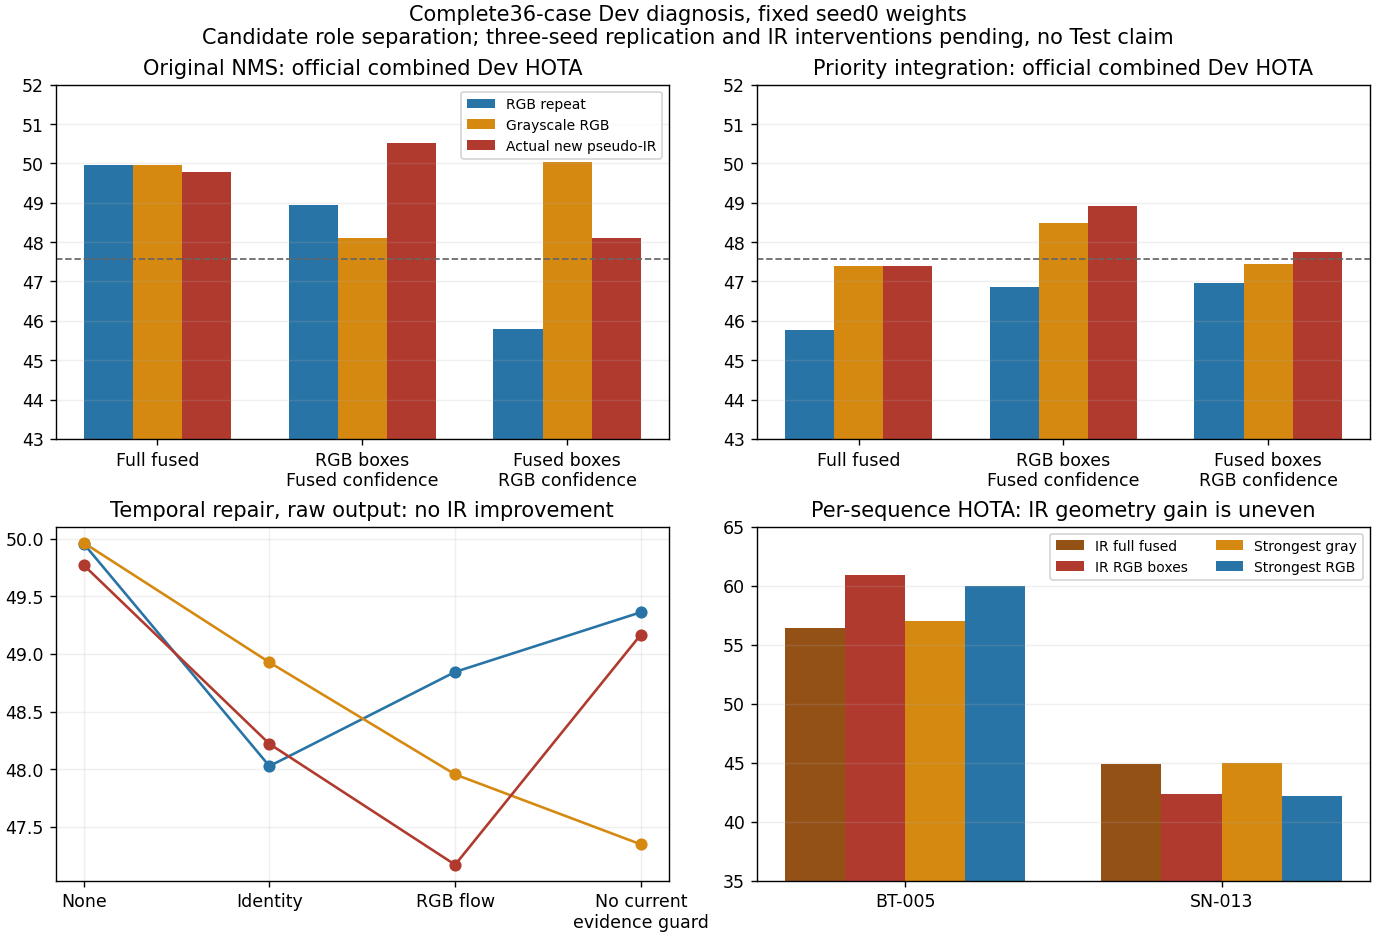 Complete36-case Dev diagnosis, fixed seed0 weights
Candidate role separation; three-seed replication and IR interventions pending, no Test claim
Original NMS: official combined Dev HOTA
52
51
50
49
48
47
46
45
44
43
RGB repeat
Grayscale RGB
Actual new pseudo-IR
Full fused
RGB boxes
Fused confidence
Fused boxes
RGB confidence
Priority integration: official combined Dev HOTA
52
51
50
49
48
47
46
45
44
43
Full fused
RGB boxes
Fused confidence
Fused boxes
RGB confidence
Temporal repair, raw output: no IR improvement
50.0
49.5
49.0
48.5
48.0
47.5
None
Identity
RGB flow
No current
evidence guard
Per-sequence HOTA: IR geometry gain is uneven
65
60
55
50
45
40
35
IR full fused
IR RGB boxes
Strongest gray
Strongest RGB
BT-005
SN-013